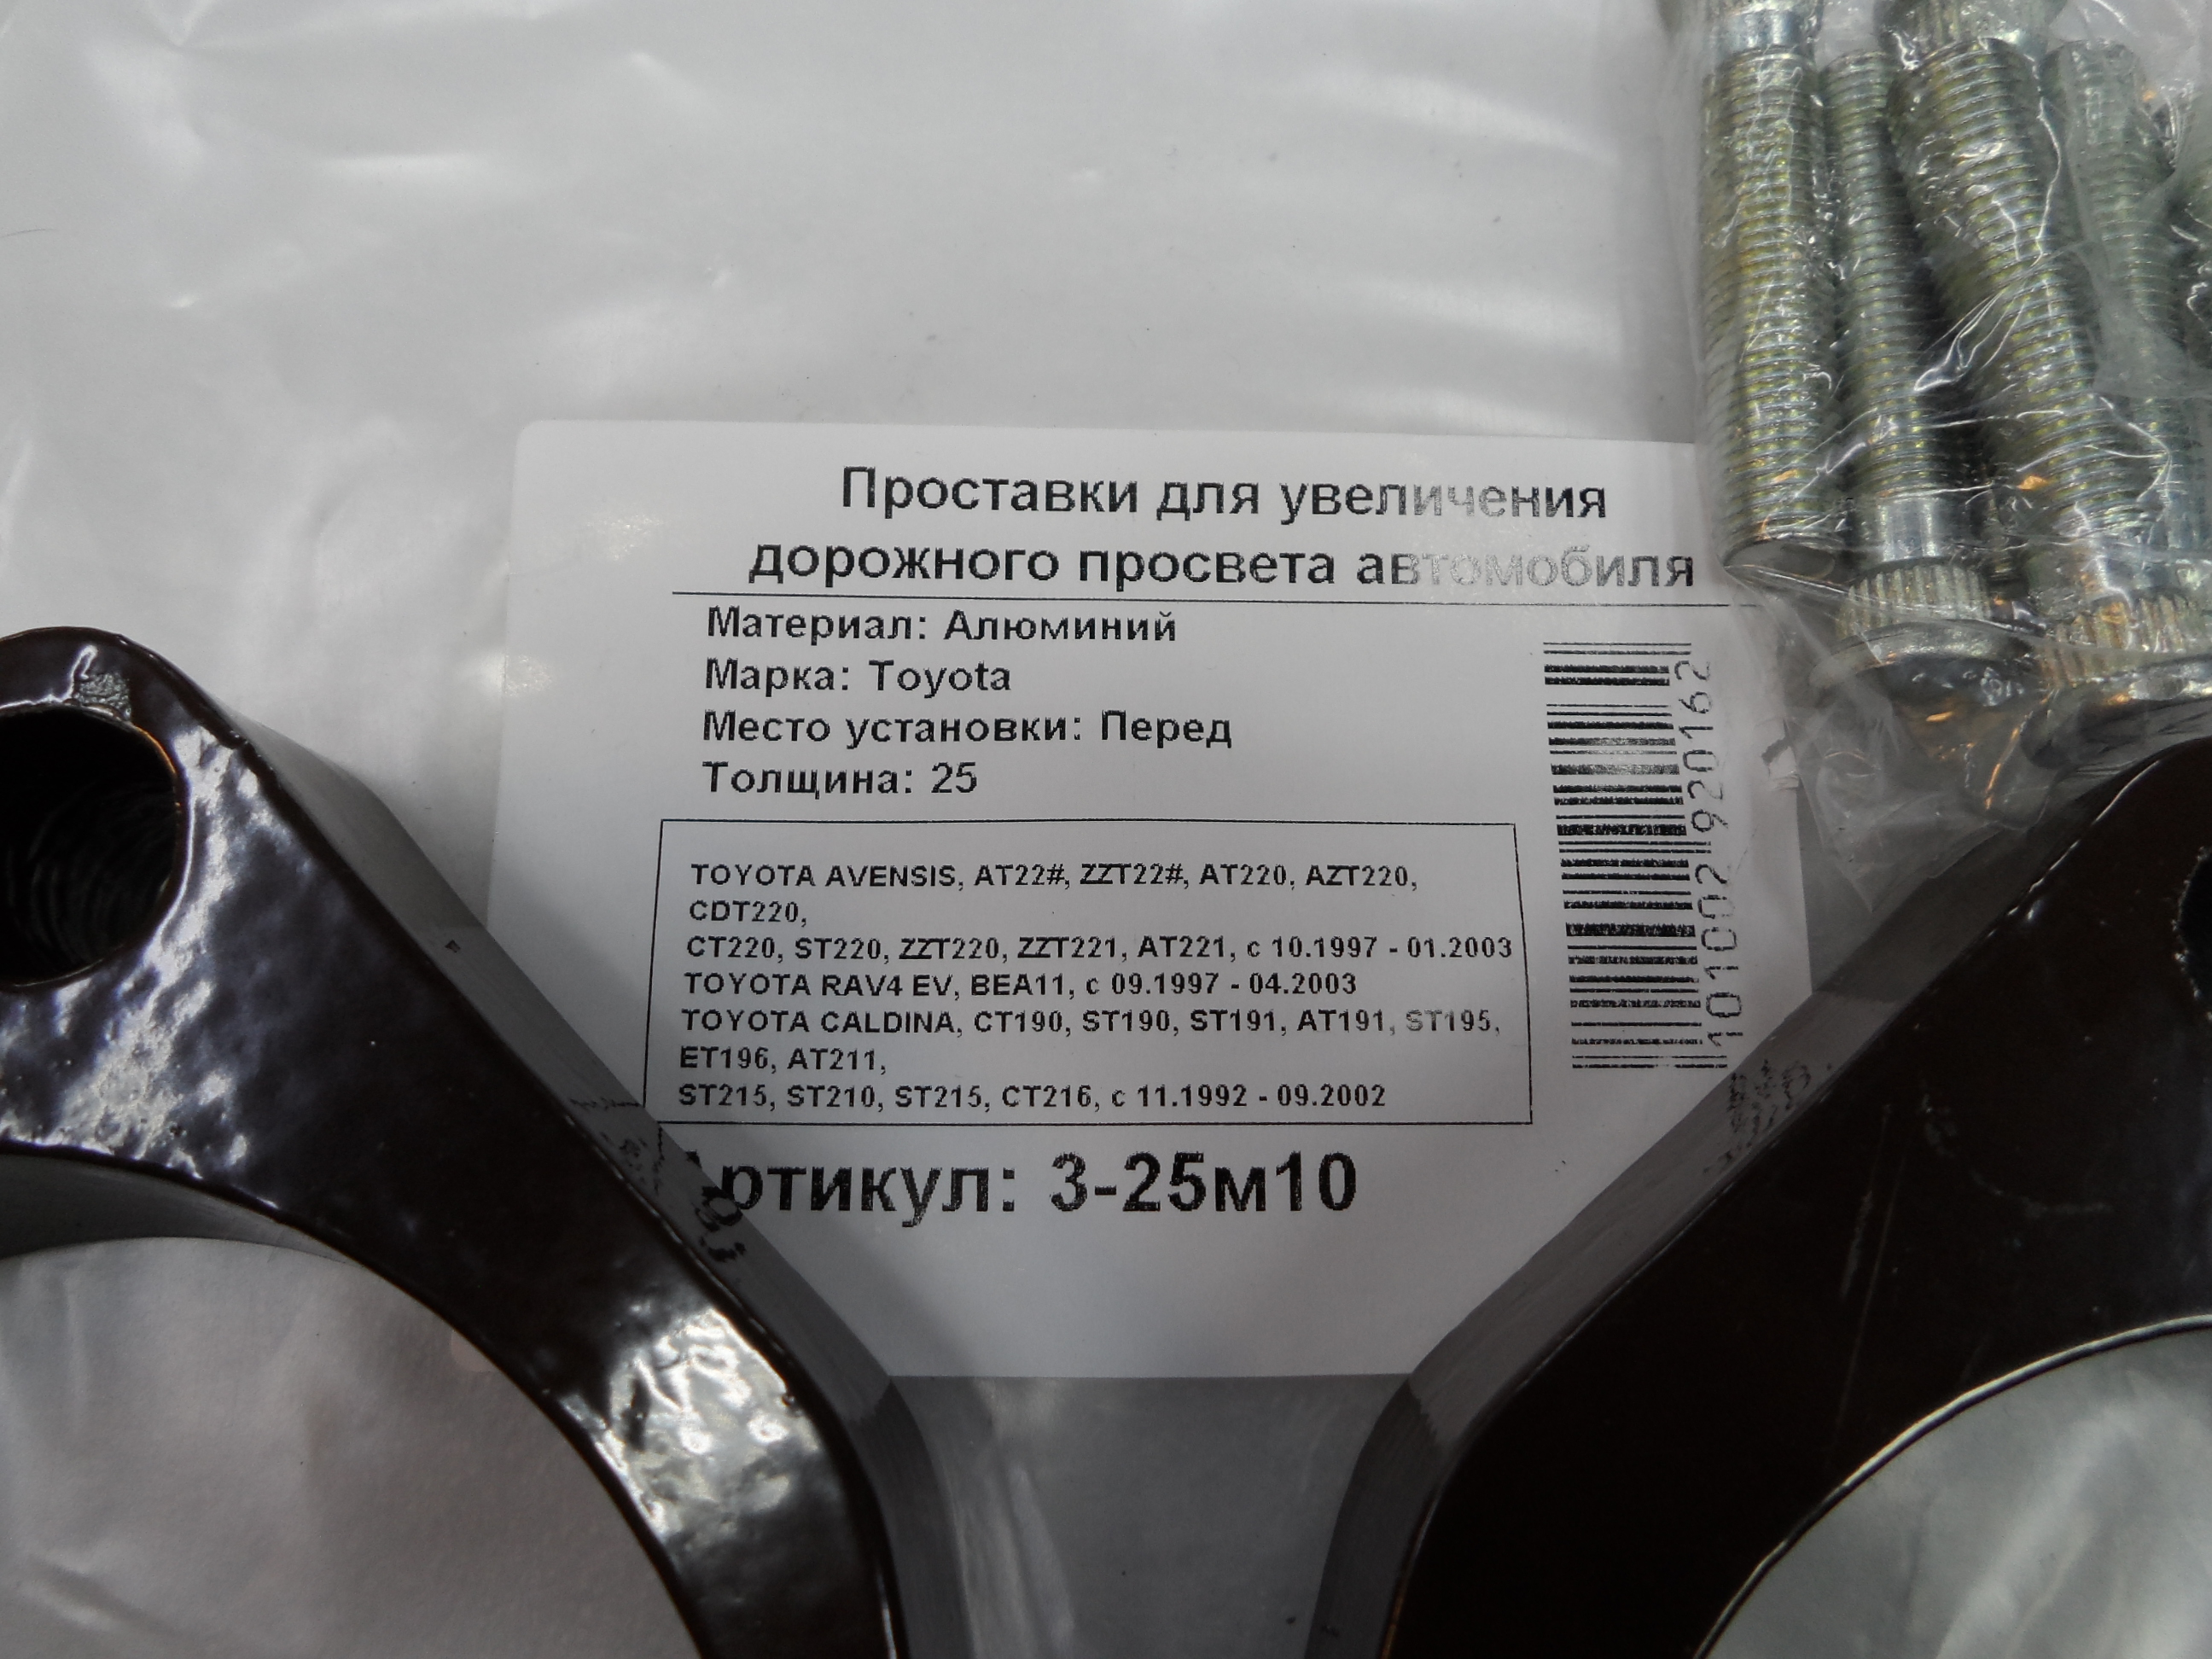 Проставки для увеличения
дорожного просвета автомобиля
Материал: Алюминий
Марка: Toyota
Место установки: Перед
Толщина: 25
TOYOTA AVENSIS, AT22#, ZZT22#, AT220, AZT220,
CDT220,
CT220, ST220, ZZT220, ZZT221, AT221, с 10.1997 - 01.2003
TOYOTA RAV4 EV, BEA11, с 09.1997 - 04.2003
TOYOTA CALDINA, CT190, ST190, ST191, AT191, ST195,
ET196, AT211,
ST215, ST210, ST215, CT216, с 11.1992 - 09.2002
Артикул: 3-25м10
101002920162